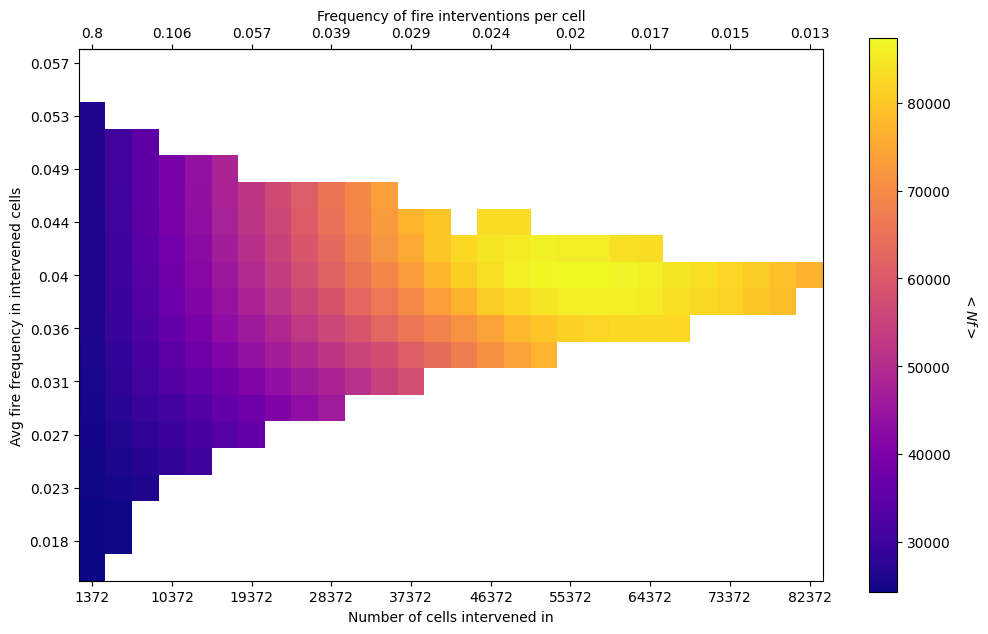 Frequency of fire interventions per cell
0.8 0.106 0.057 0.039 0.029 0.024 0.02 0.017 0.015 0.013
0.057
0.053
0.049
0.044
0.04
0.036
0.031
0.027
0.023
0.018
Avg fire frequency in intervened cells
1372 10372 19372 28372 37372 46372 55372 64372 73372 82372
Number of cells intervened in
80000
70000
60000
50000
40000
30000
< Nf >